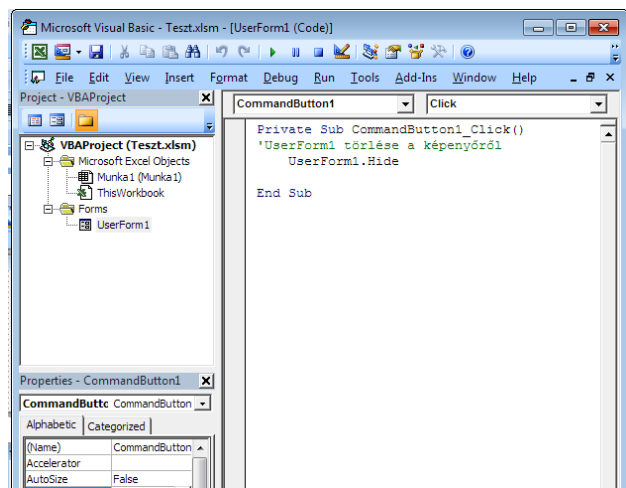 Microsoft Visual Basic - Teszt.xlsm - [UserForm1 (Code)]
File Edit View Insert Format Debug Run Tools Add-Ins Window Help
Project - VBAProject
CommandButton1 Click
VBAProject (Teszt.xlsm)
Microsoft Excel Objects
Munka1 (Munka1)
ThisWorkbook
Forms
UserForm1
Private Sub CommandButton1_Click()
'UserForm1 törlése a képenyőről
UserForm1.Hide
End Sub
Properties - CommandButton1
CommandButtc CommandButton
Alphabetic Categorized
(Name) CommandButton
Accelerator
AutoSize False